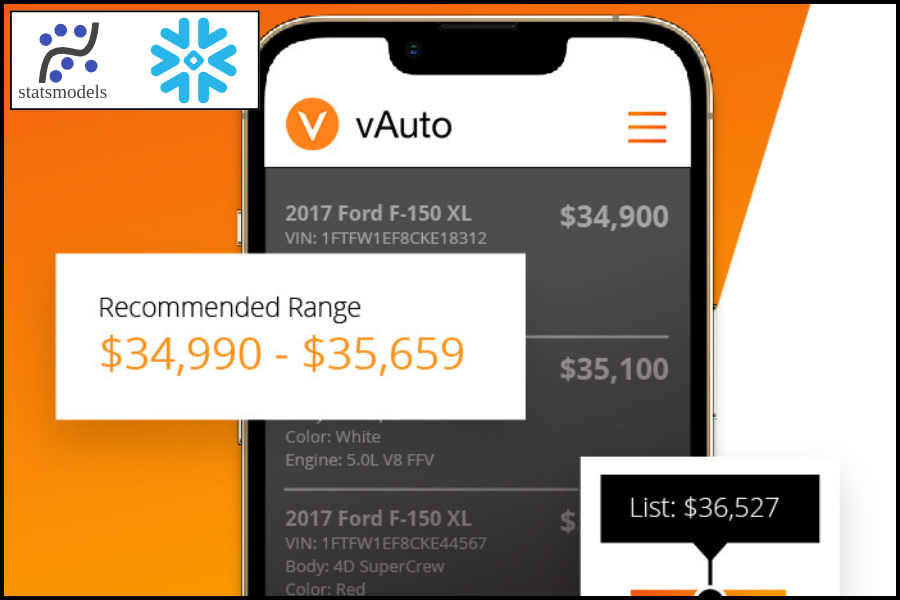 statsmodels
vAuto
2017 Ford F-150 XL
$34,900
VIN: 1FTFW1EF8CKE18312
Recommended Range
$34,990 - $35,659
$35,100
Color: White
Engine: 5.0L V8 FFV
2017 Ford F-150 XL
VIN: 1FTFW1EF8CKE44567
Body: 4D SuperCrew
Color: Red
List: $36,527